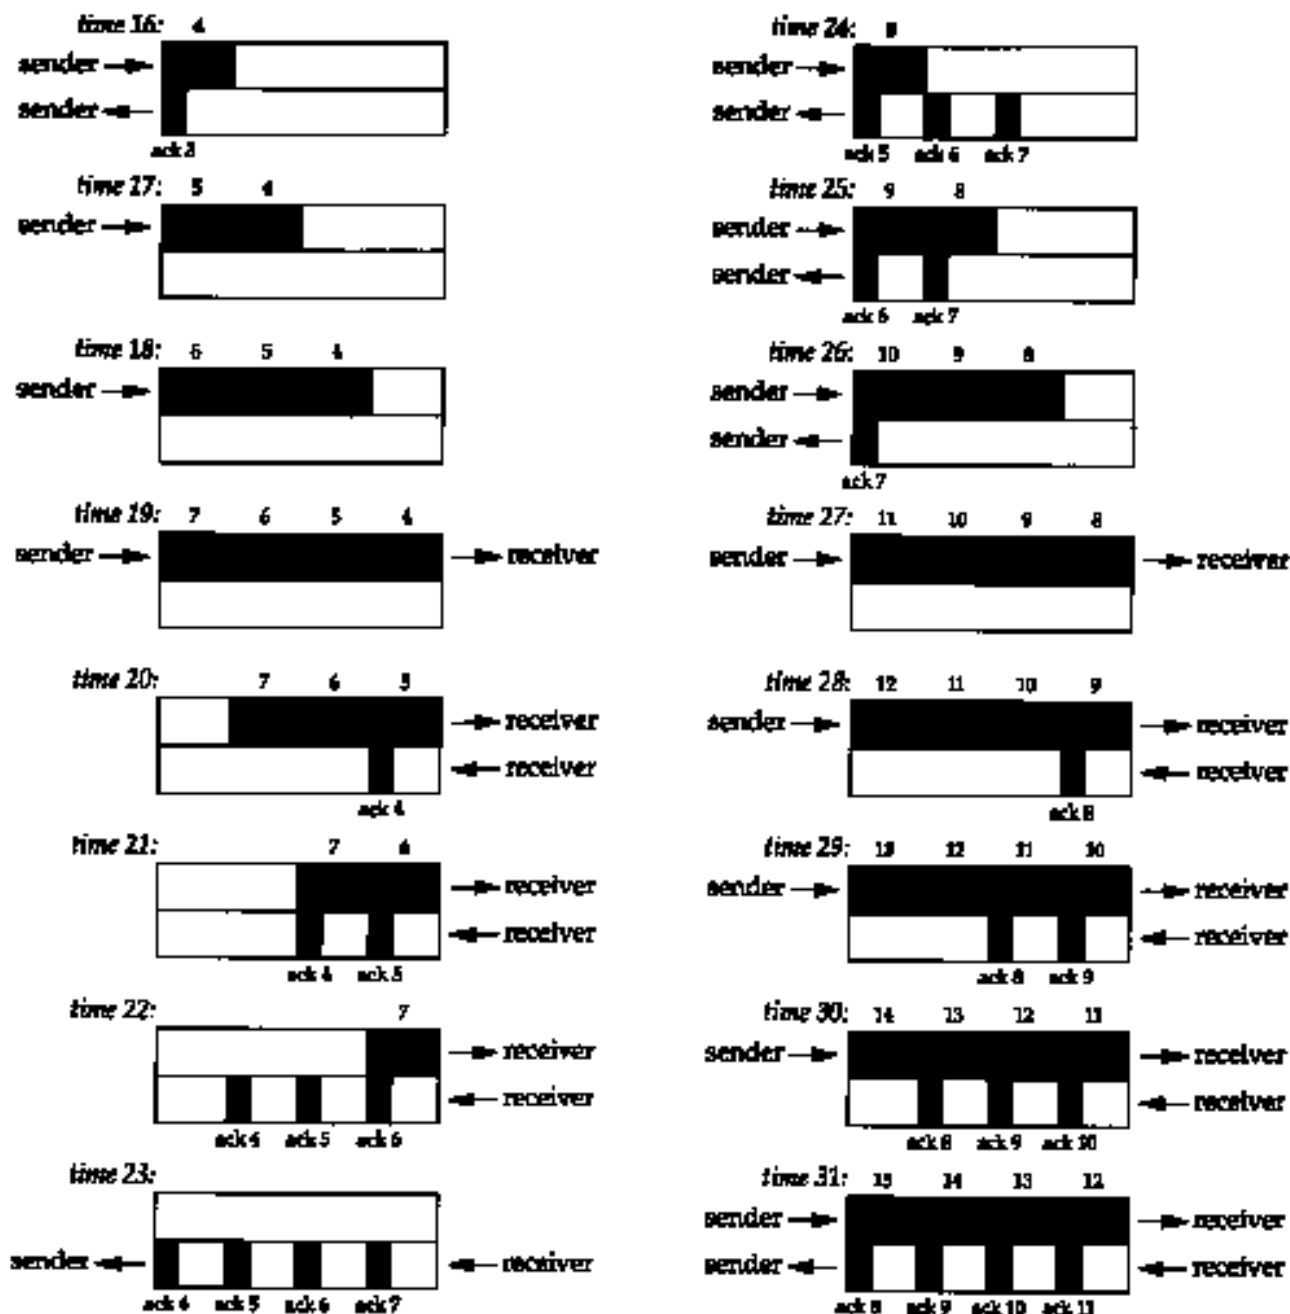 time 16: 4
sender
sender
ack 3
time 17: 5 4
sender
time 18: 6 5 4
sender
time 19: 7 6 5 4
sender receiver
time 20: 7 6 5
receiver
receiver
ack 4
time 21: 7 6
receiver
receiver
ack 4 ack 5
time 22: 7
receiver
receiver
ack 4 ack 5 ack 6
time 23:
sender receiver
ack 4 ack 5 ack 6 ack 7
time 24: 8
sender
sender
ack 5 ack 6 ack 7
time 25: 9 8
sender
sender
ack 6 ack 7
time 26: 10 9 8
sender
sender
ack 7
time 27: 11 10 9 8
sender receiver
time 28: 12 11 10 9
sender receiver
receiver
ack 8
time 29: 13 12 11 10
sender receiver
receiver
ack 8 ack 9
time 30: 14 13 12 11
sender receiver
receiver
ack 8 ack 9 ack 10
time 31: 15 14 13 12
sender receiver
sender receiver
ack 8 ack 9 ack 10 ack 11